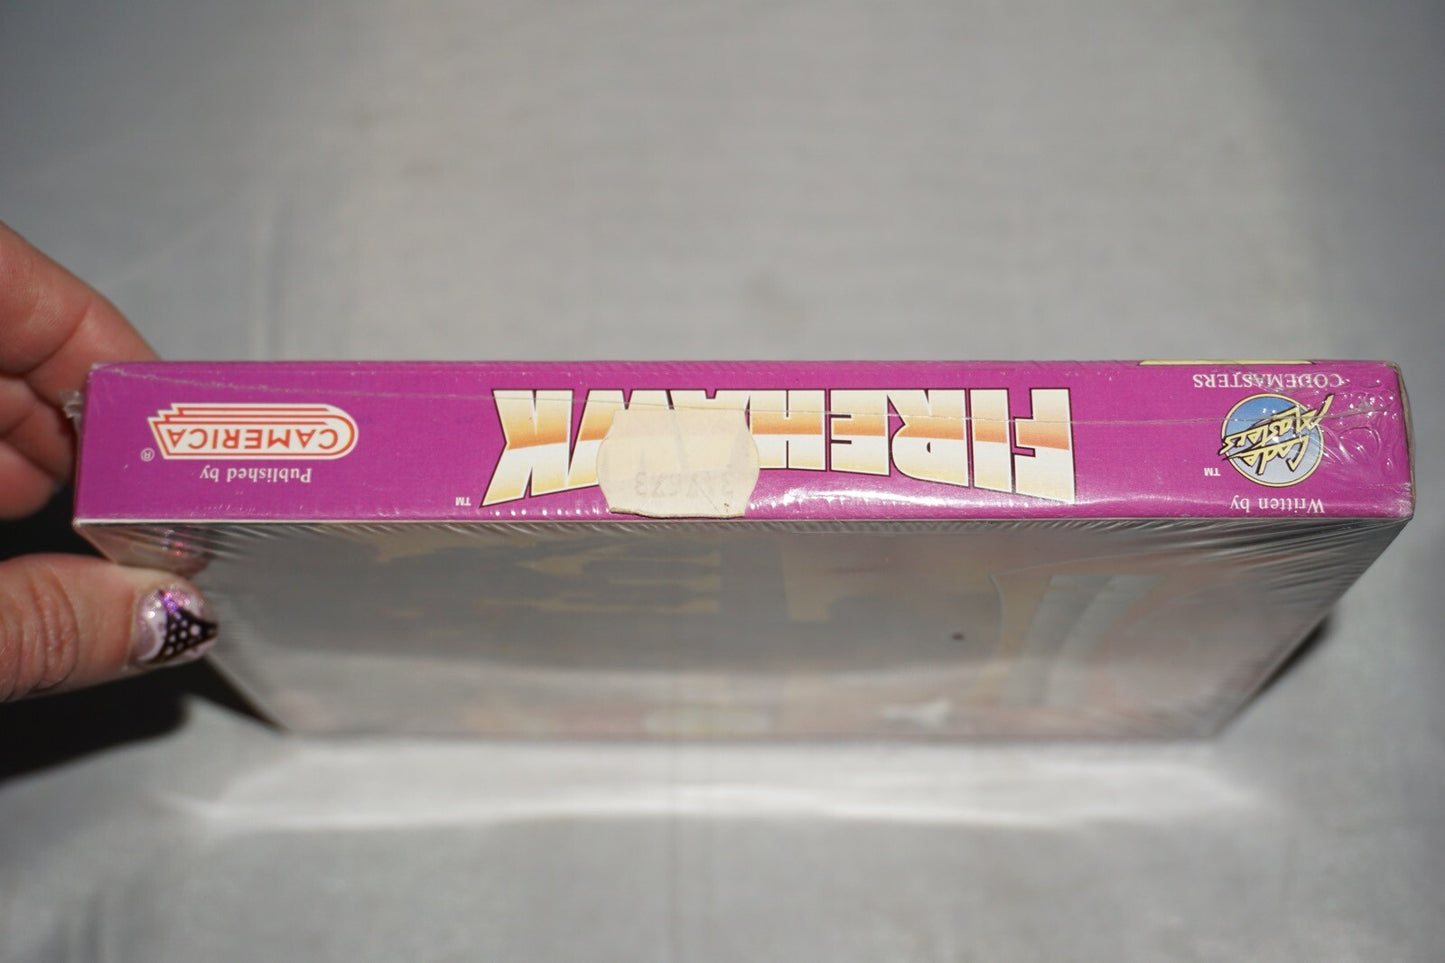 Written by
Code
Masters
TM
CODEMASTERS
FIREHAWK
TM
Published by
CAMERICA
®